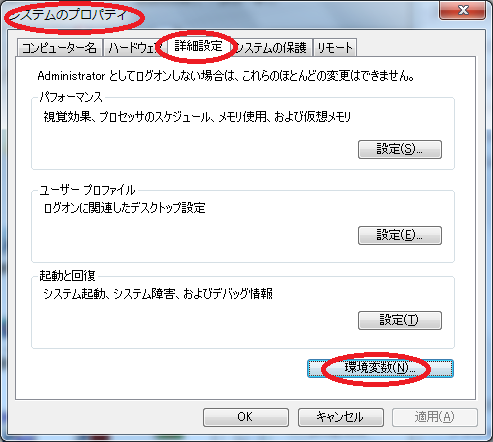 システムのプロパティ
コンピューター名 ハードウェア 詳細設定 システムの保護 リモート
Administrator としてログオンしない場合は、これらのほとんどの変更はできません。
パフォーマンス
視覚効果、プロセッサのスケジュール、メモリ使用、および仮想メモリ
設定(S)...
ユーザー プロファイル
ログオンに関連したデスクトップ設定
設定(E)...
起動と回復
システム起動、システム障害、およびデバッグ情報
設定(T)
環境変数(N)...
OK キャンセル 適用(A)